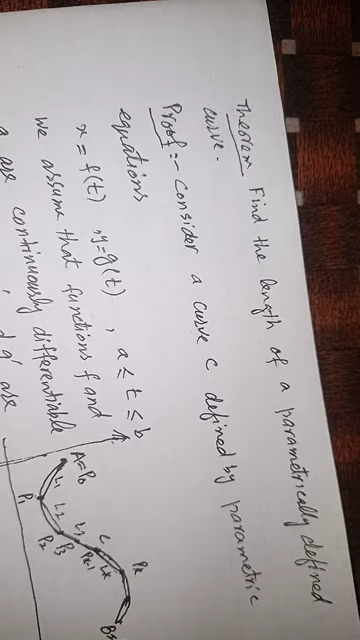 Theorem Find the length of a parametrically defined
curve.
Proof :- Consider a curve C defined by parametric
equations
x = f(t) , y = g(t) , a ≤ t ≤ b
We assume that functions f and
g are continuously differentiable
g' are
A=P₀
L₁
P₁
L₂
P₂
L₃
P₃
Pk-1
C
Lk
Pk